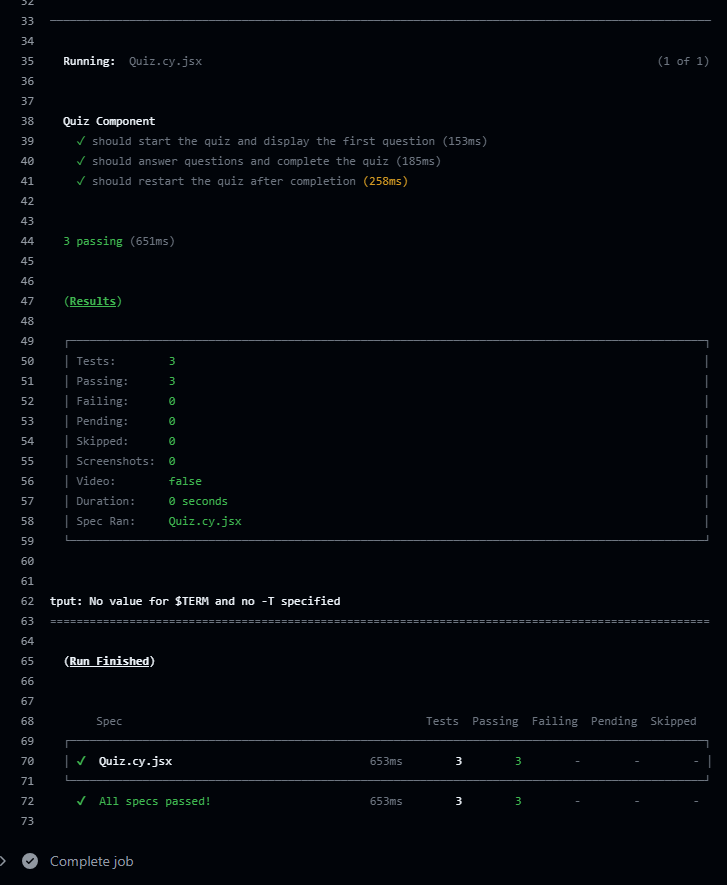 32
33
34
35 Running: Quiz.cy.jsx (1 of 1)
36
37
38 Quiz Component
39 ✓ should start the quiz and display the first question (153ms)
40 ✓ should answer questions and complete the quiz (185ms)
41 ✓ should restart the quiz after completion (258ms)
42
43
44 3 passing (651ms)
45
46
47 (Results)
48
49
50 Tests: 3
51 Passing: 3
52 Failing: 0
53 Pending: 0
54 Skipped: 0
55 Screenshots: 0
56 Video: false
57 Duration: 0 seconds
58 Spec Ran: Quiz.cy.jsx
59
60
61
62 tput: No value for $TERM and no -T specified
63 ====================================================================================================
64
65 (Run Finished)
66
67
68 Spec Tests Passing Failing Pending Skipped
69
70 ✓ Quiz.cy.jsx 653ms 3 3 - - -
71
72 ✓ All specs passed! 653ms 3 3 - - -
73
Complete job